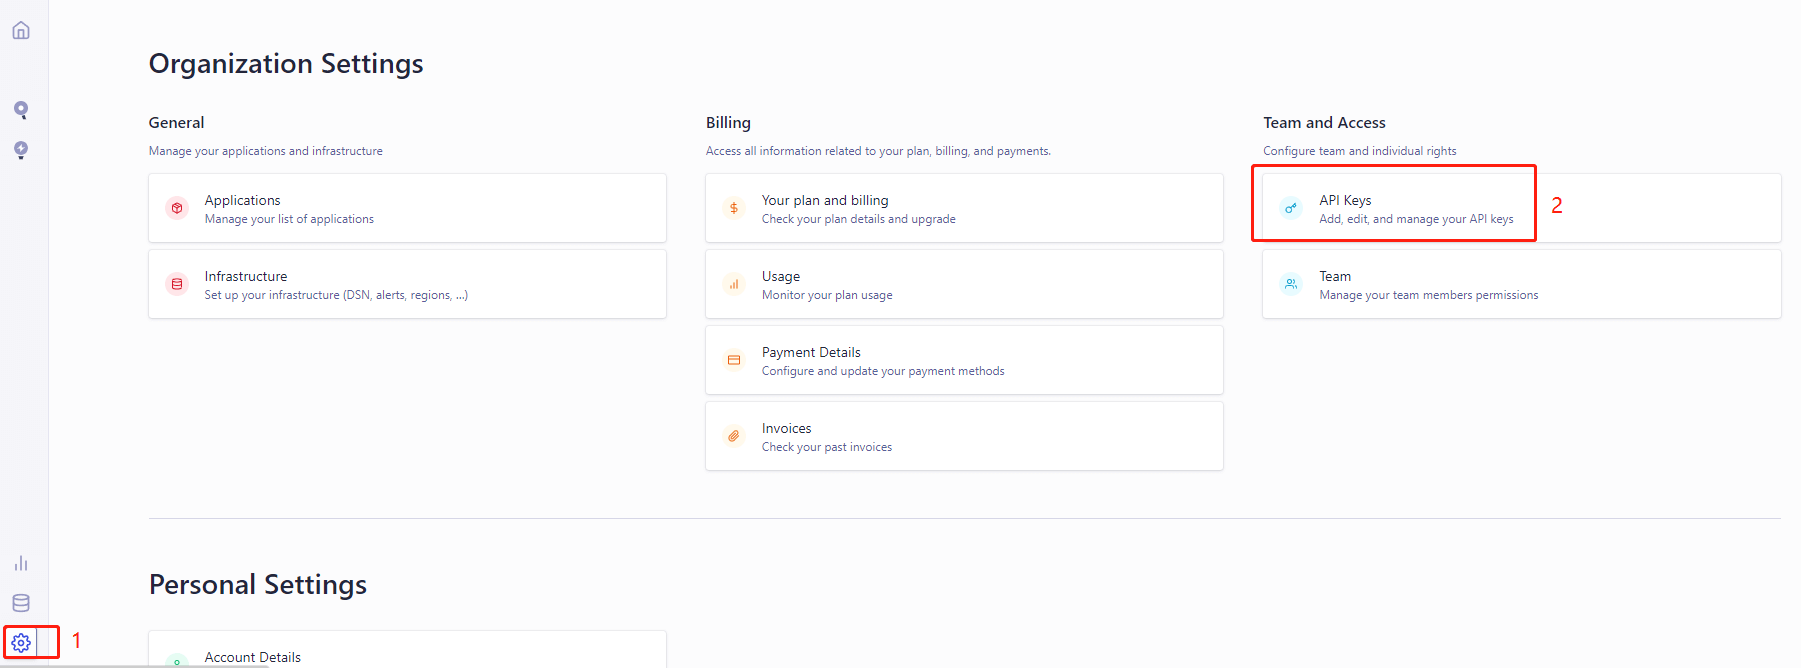 Organization Settings
General
Manage your applications and infrastructure
Applications
Manage your list of applications
Infrastructure
Set up your infrastructure (DSN, alerts, regions, ...)
Billing
Access all information related to your plan, billing, and payments.
Your plan and billing
Check your plan details and upgrade
Usage
Monitor your plan usage
Payment Details
Configure and update your payment methods
Invoices
Check your past invoices
Team and Access
Configure team and individual rights
API Keys
Add, edit, and manage your API keys
2
Team
Manage your team members permissions
Personal Settings
1
Account Details